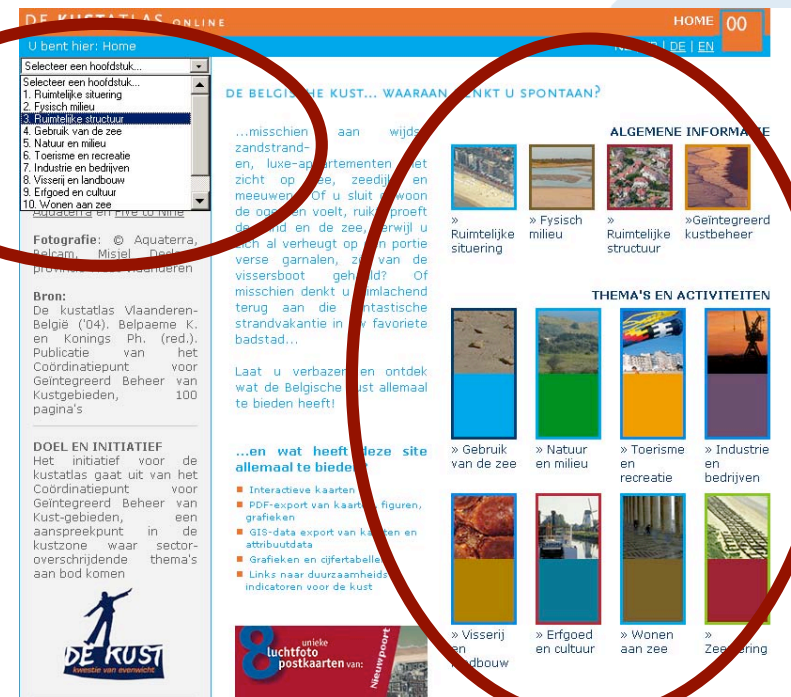 DE KUSTATLAS ONLINE
HOME 00
U bent hier: Home
| DE | EN
Selecteer een hoofdstuk...
Selecteer een hoofdstuk...
1. Ruimtelijke situering
2. Fysisch milieu
3. Ruimtelijke structuur
4. Gebruik van de zee
5. Natuur en milieu
6. Toerisme en recreatie
7. Industrie en bedrijven
8. Visserij en landbouw
9. Erfgoed en cultuur
10. Wonen aan zee
Aquaterra en Five to Nine
Fotografie: © Aquaterra,
Belcam, Misjel
provincie
Bron:
De kustatlas Vlaanderen-
België ('04). Belpaeme K.
en Konings Ph. (red.).
Publicatie van het
Coördinatiepunt voor
Geïntegreerd Beheer van
Kustgebieden, 100
pagina's
DOEL EN INITIATIEF
Het initiatief voor de
kustatlas gaat uit van het
Coördinatiepunt voor
Geïntegreerd Beheer van
Kust-gebieden, een
aanspreekpunt in de
kustzone waar sector-
overschrijdende thema's
aan bod komen
DE KUST
kwestie van evenwicht
DE BELGISCHE KUST... WAARAAN DENKT U SPONTAAN?
...misschien aan wijdse
zandstrand-
en, luxe-appartementen met
zicht op zee, zeedijk en
meeuwen? Of u sluit gewoon
de ogen en voelt, ruikt, proeft
de wind en de zee, terwijl u
zich al verheugt op een portie
verse garnalen, zo van de
vissersboot gehaald? Of
misschien denkt u glimlachend
terug aan die fantastische
strandvakantie in uw favoriete
badstad...
Laat u verbazen en ontdek
wat de Belgische kust allemaal
te bieden heeft!
...en wat heeft deze site
allemaal te bieden?
Interactieve kaarten
PDF-export van kaarten, figuren,
grafieken
GIS-data export van kaarten en
attribuutdata
Grafieken en cijfertabellen
Links naar duurzaamheids
indicatoren voor de kust
8 unieke
luchtfoto
postkaarten van:
Nieuwpoort
ALGEMENE INFORMATIE
» Ruimtelijke situering
» Fysisch milieu
» Ruimtelijke structuur
»Geïntegreerd kustbeheer
THEMA'S EN ACTIVITEITEN
» Gebruik van de zee
» Natuur en milieu
» Toerisme en recreatie
» Industrie en bedrijven
» Visserij en landbouw
» Erfgoed en cultuur
» Wonen aan zee
» Zeewering